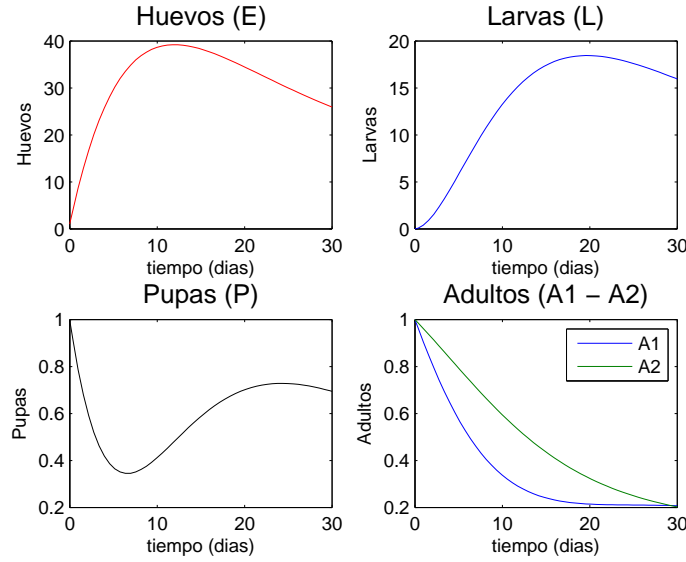 Huevos (E)
40
30
20
10
0
Huevos
0 10 20 30
tiempo (dias)
Larvas (L)
20
15
10
5
0
Larvas
0 10 20 30
tiempo (dias)
Pupas (P)
1
0.8
0.6
0.4
0.2
Pupas
0 10 20 30
tiempo (dias)
Adultos (A1 − A2)
1
0.8
0.6
0.4
0.2
Adultos
A1
A2
0 10 20 30
tiempo (dias)